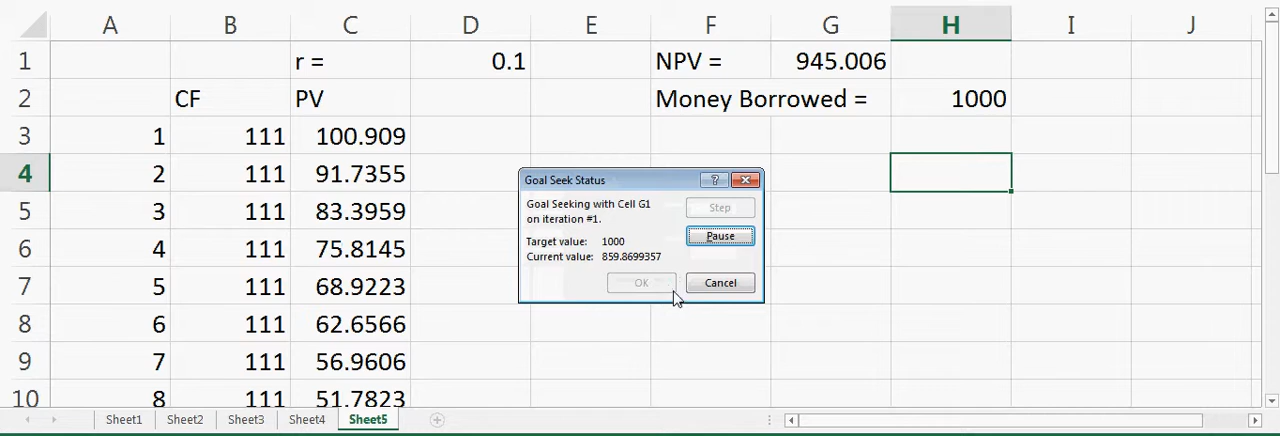 A B C D E F G H I J
1 r = 0.1 NPV = 945.006
2 CF PV Money Borrowed = 1000
3 1 111 100.909
4 2 111 91.7355
5 3 111 83.3959
6 4 111 75.8145
7 5 111 68.9223
8 6 111 62.6566
9 7 111 56.9606
10 8 111 51.7823
Goal Seek Status ?
Goal Seeking with Cell G1
on iteration #1.
Step
Target value: 1000
Pause
Current value: 859.8699357
OK Cancel
Sheet1 Sheet2 Sheet3 Sheet4 Sheet5